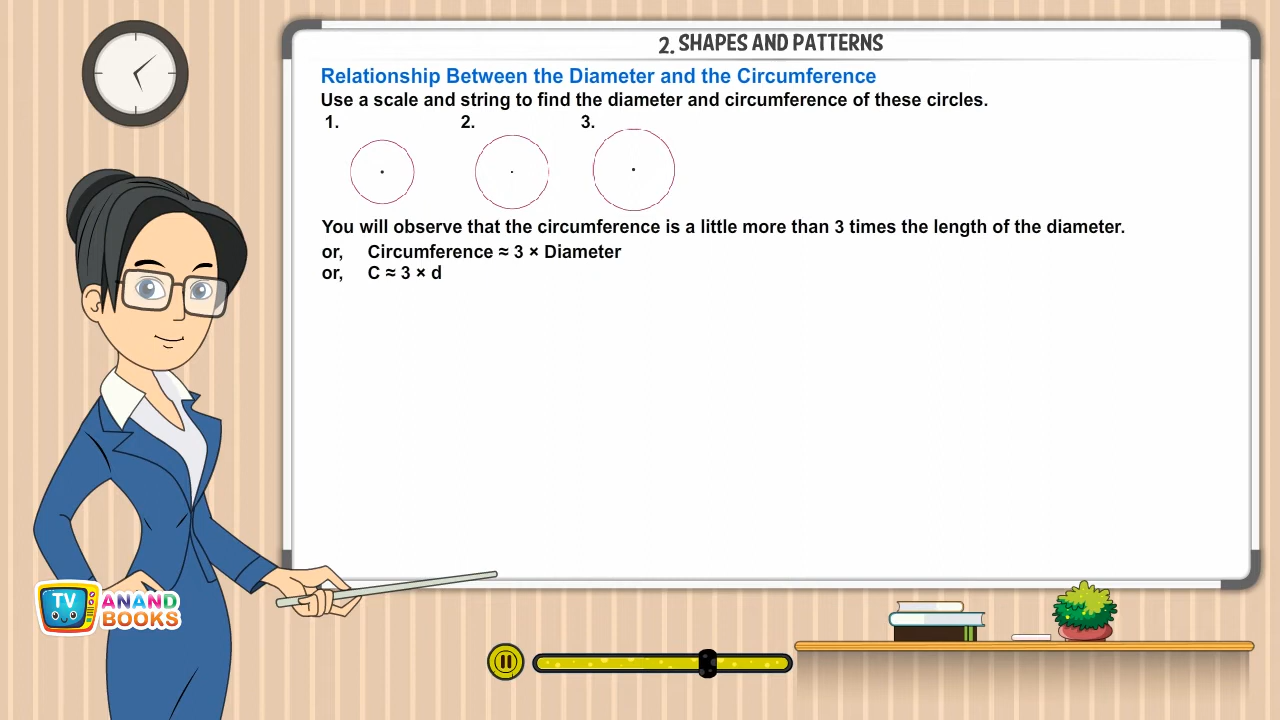 2. SHAPES AND PATTERNS
Relationship Between the Diameter and the Circumference
Use a scale and string to find the diameter and circumference of these circles.
1. 2. 3.
You will observe that the circumference is a little more than 3 times the length of the diameter.
or, Circumference ≈ 3 × Diameter
or, C ≈ 3 × d
TV
ANAND
BOOKS